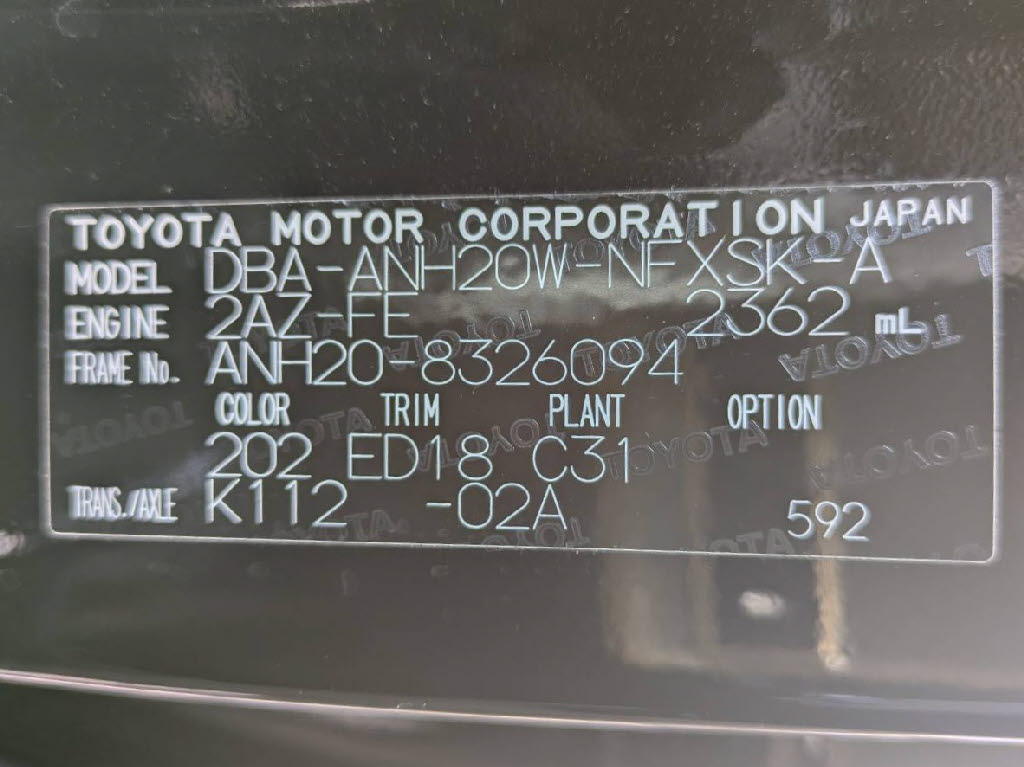 TOYOTA MOTOR CORPORATION JAPAN
MODEL DBA-ANH20W-NFXSK-A
ENGINE 2AZ-FE 2362 mL
FRAME No. ANH20-8326094
COLOR TRIM PLANT OPTION
202 ED18 C31
TRANS./AXLE K112 -02A 592